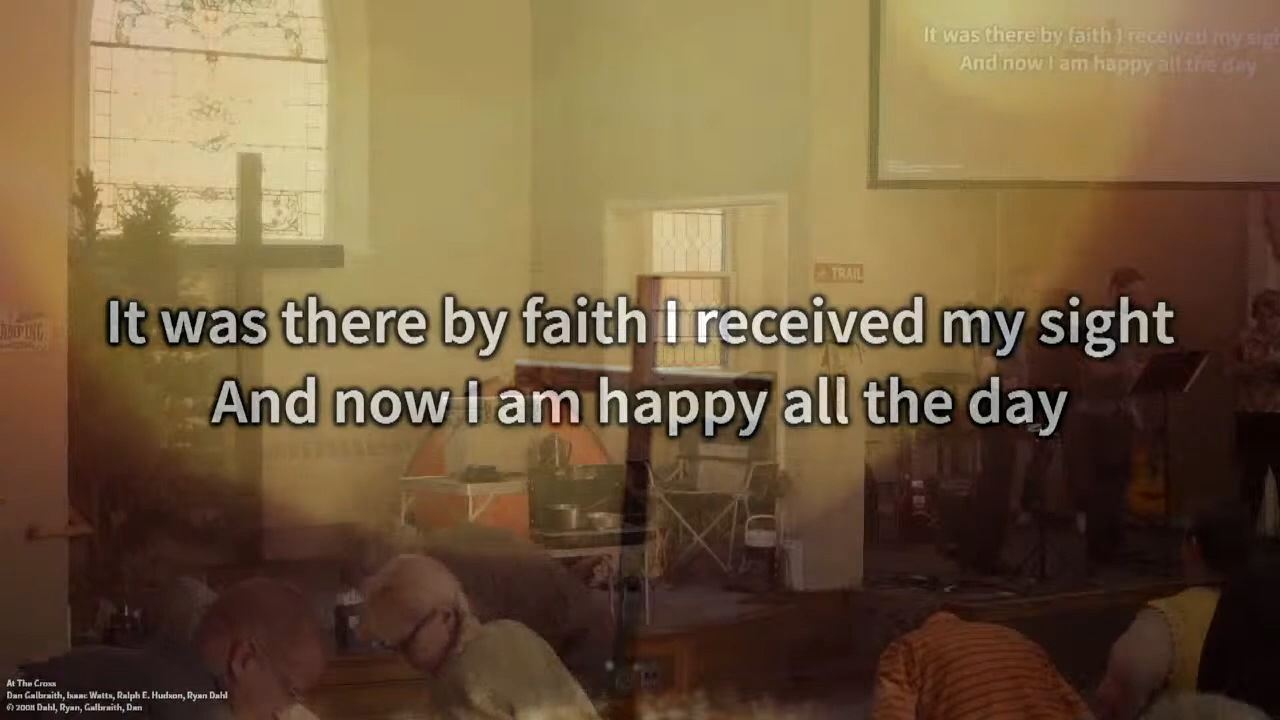 It was there by faith I received my sight
And now I am happy all the day
TRAIL
It was there by faith I received my sight
And now I am happy all the day
At The Cross
Dan Galbraith, Isaac Watts, Ralph E. Hudson, Ryan Dahl
© 2008 Dahl, Ryan, Galbraith, Dan